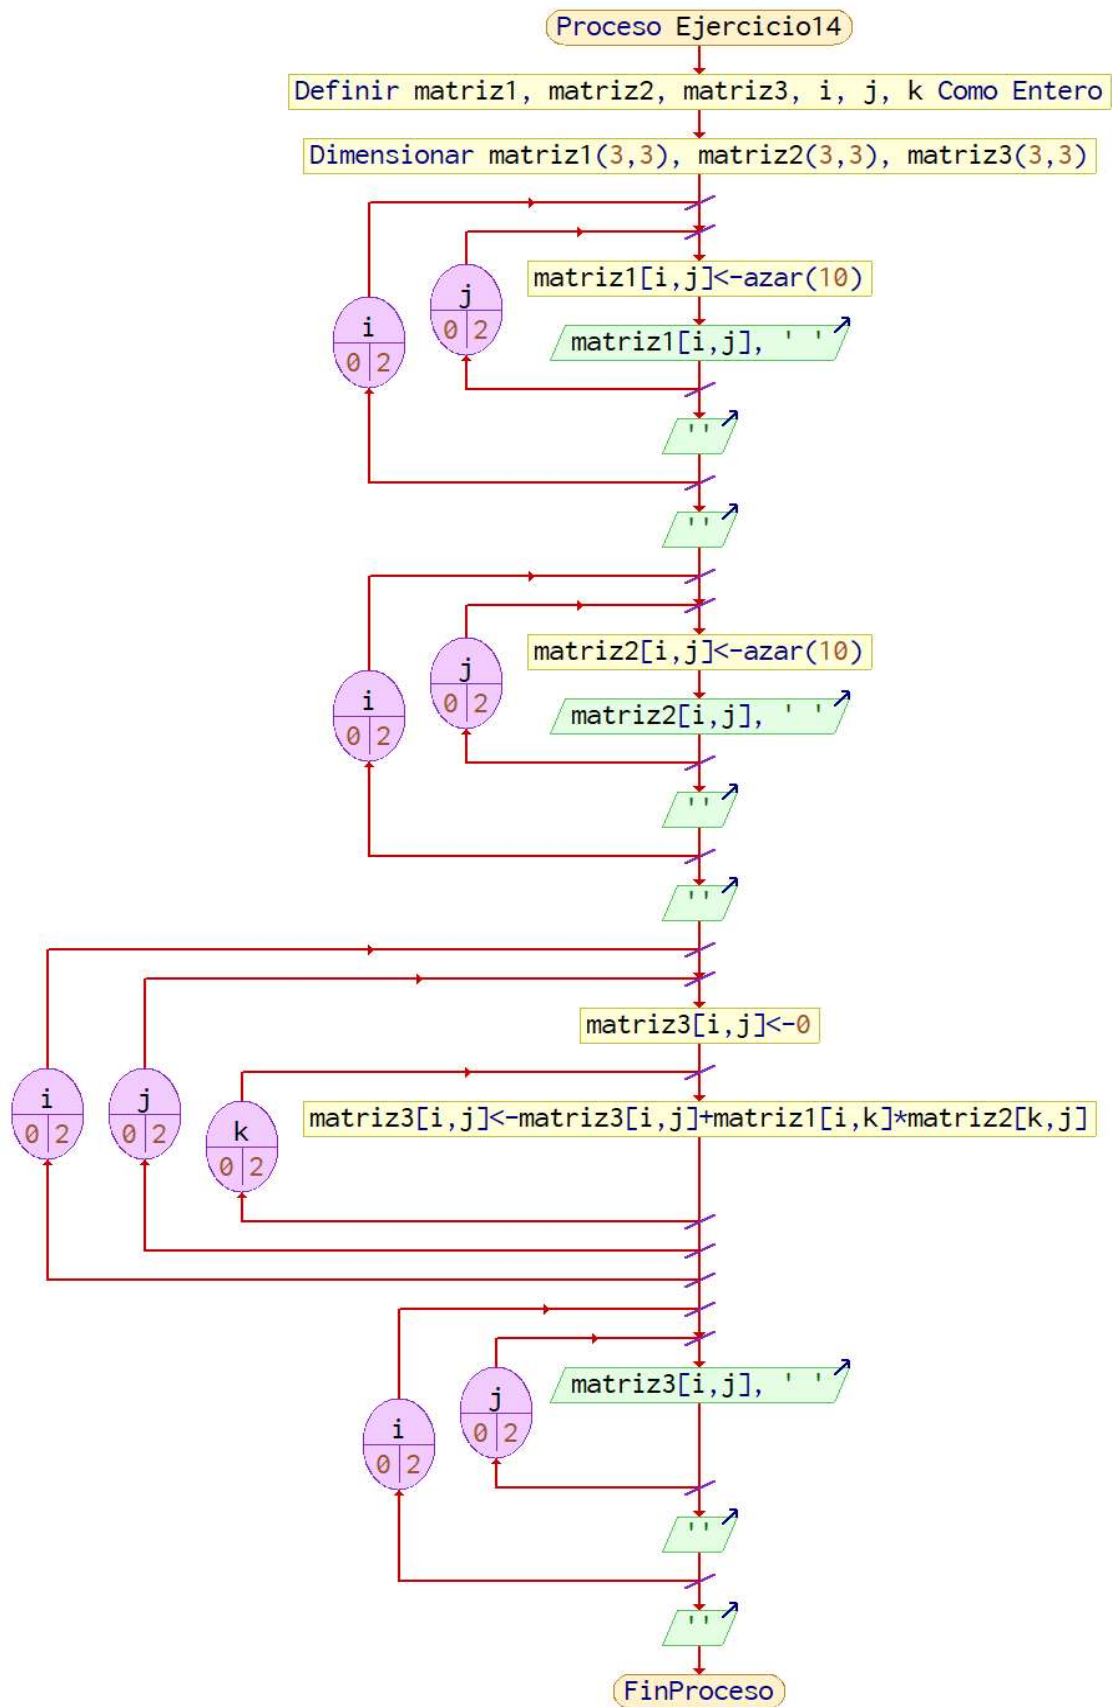 Proceso Ejercicio14
Definir matriz1, matriz2, matriz3, i, j, k Como Entero
Dimensionar matriz1(3,3), matriz2(3,3), matriz3(3,3)
i
0 2
j
0 2
matriz1[i,j]<-azar(10)
matriz1[i,j], ' '
''
''
i
0 2
j
0 2
matriz2[i,j]<-azar(10)
matriz2[i,j], ' '
''
''
i
0 2
j
0 2
matriz3[i,j]<-0
k
0 2
matriz3[i,j]<-matriz3[i,j]+matriz1[i,k]*matriz2[k,j]
i
0 2
j
0 2
matriz3[i,j], ' '
''
''
FinProceso